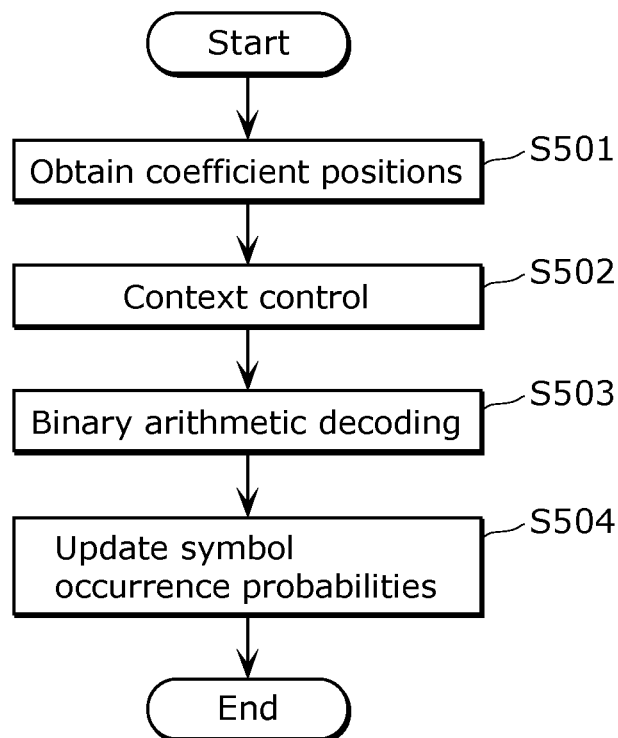 Start
Obtain coefficient positions
S501
Context control
S502
Binary arithmetic decoding
S503
Update symbol
occurrence probabilities
S504
End